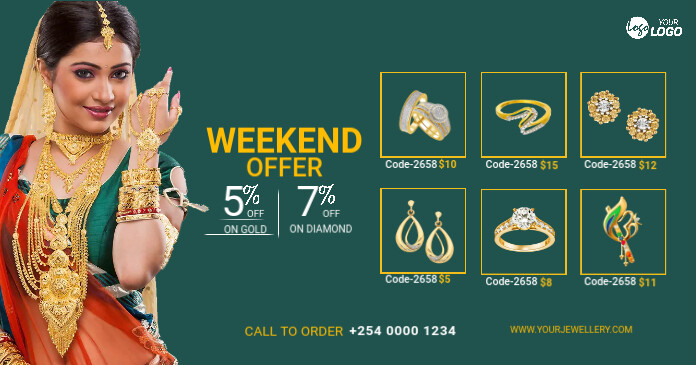 Logo YOUR LOGO
WEEKEND
OFFER
5% OFF
ON GOLD
7% OFF
ON DIAMOND
Code-2658 $10
Code-2658 $15
Code-2658 $12
Code-2658 $5
Code-2658 $8
Code-2658 $11
CALL TO ORDER +254 0000 1234
WWW.YOURJEWELLERY.COM